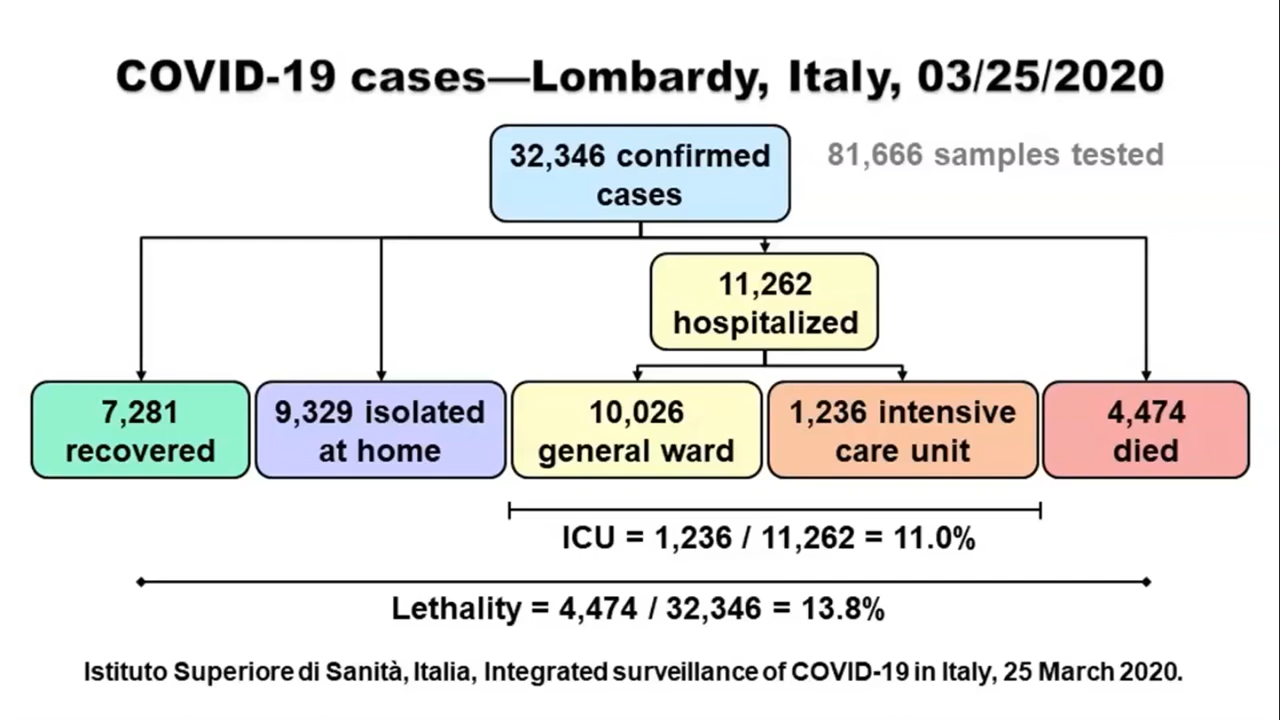 COVID-19 cases—Lombardy, Italy, 03/25/2020
32,346 confirmed
cases
81,666 samples tested
11,262
hospitalized
7,281
recovered
9,329 isolated
at home
10,026
general ward
1,236 intensive
care unit
4,474
died
ICU = 1,236 / 11,262 = 11.0%
Lethality = 4,474 / 32,346 = 13.8%
Istituto Superiore di Sanità, Italia, Integrated surveillance of COVID-19 in Italy, 25 March 2020.